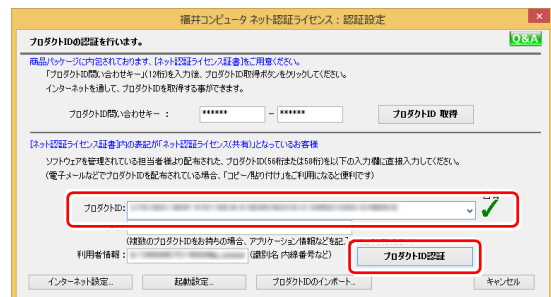 福井コンピュータ ネット認証ライセンス：認証設定
×
プロダクトIDの認証を行います。
Q&A
商品パッケージに内包されております、[ネット認証ライセンス証書]をご用意ください。
「プロダクトID問い合わせキー」(12桁)を入力後、プロダクトID取得ボタンをクリックしてください。
インターネットを通して、プロダクトIDを取得する事ができます。
プロダクトID問い合わせキー： ****** － ****** プロダクトID 取得
[ネット認証ライセンス証書]内の表記が「ネット認証ライセンス(共有)」となっているお客様
ソフトウェアを管理されている担当者様より配布された、プロダクトID(56桁または58桁)を以下の入力欄に直接入力してください。
(電子メールなどでプロダクトIDを配布されている場合、「コピー/貼り付け」をご利用になると便利です)
プロダクトID:
(複数のプロダクトIDをお持ちの場合、アプリケーション情報などを記入
利用者情報： (識別名 内線番号など) プロダクトID認証
インターネット設定... 起動設定... プロダクトIDのインポート... キャンセル